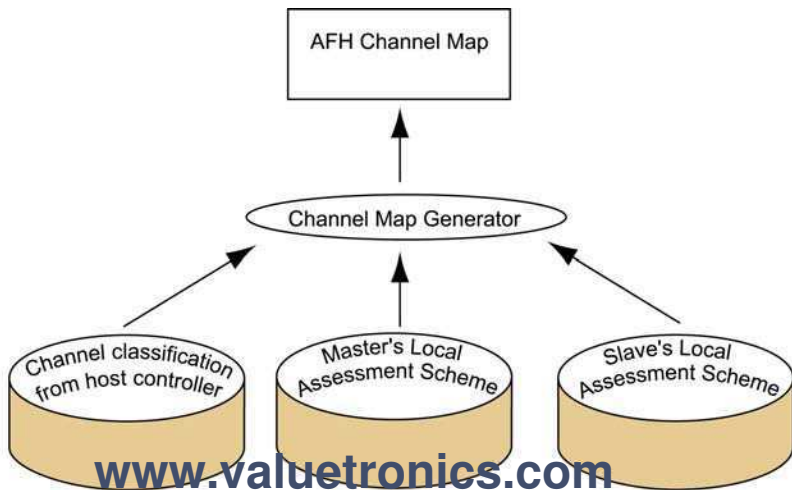 AFH Channel Map
Channel Map Generator
Channel classification
from host controller
Master's Local
Assessment Scheme
Slave's Local
Assessment Scheme
www.valuetronics.com